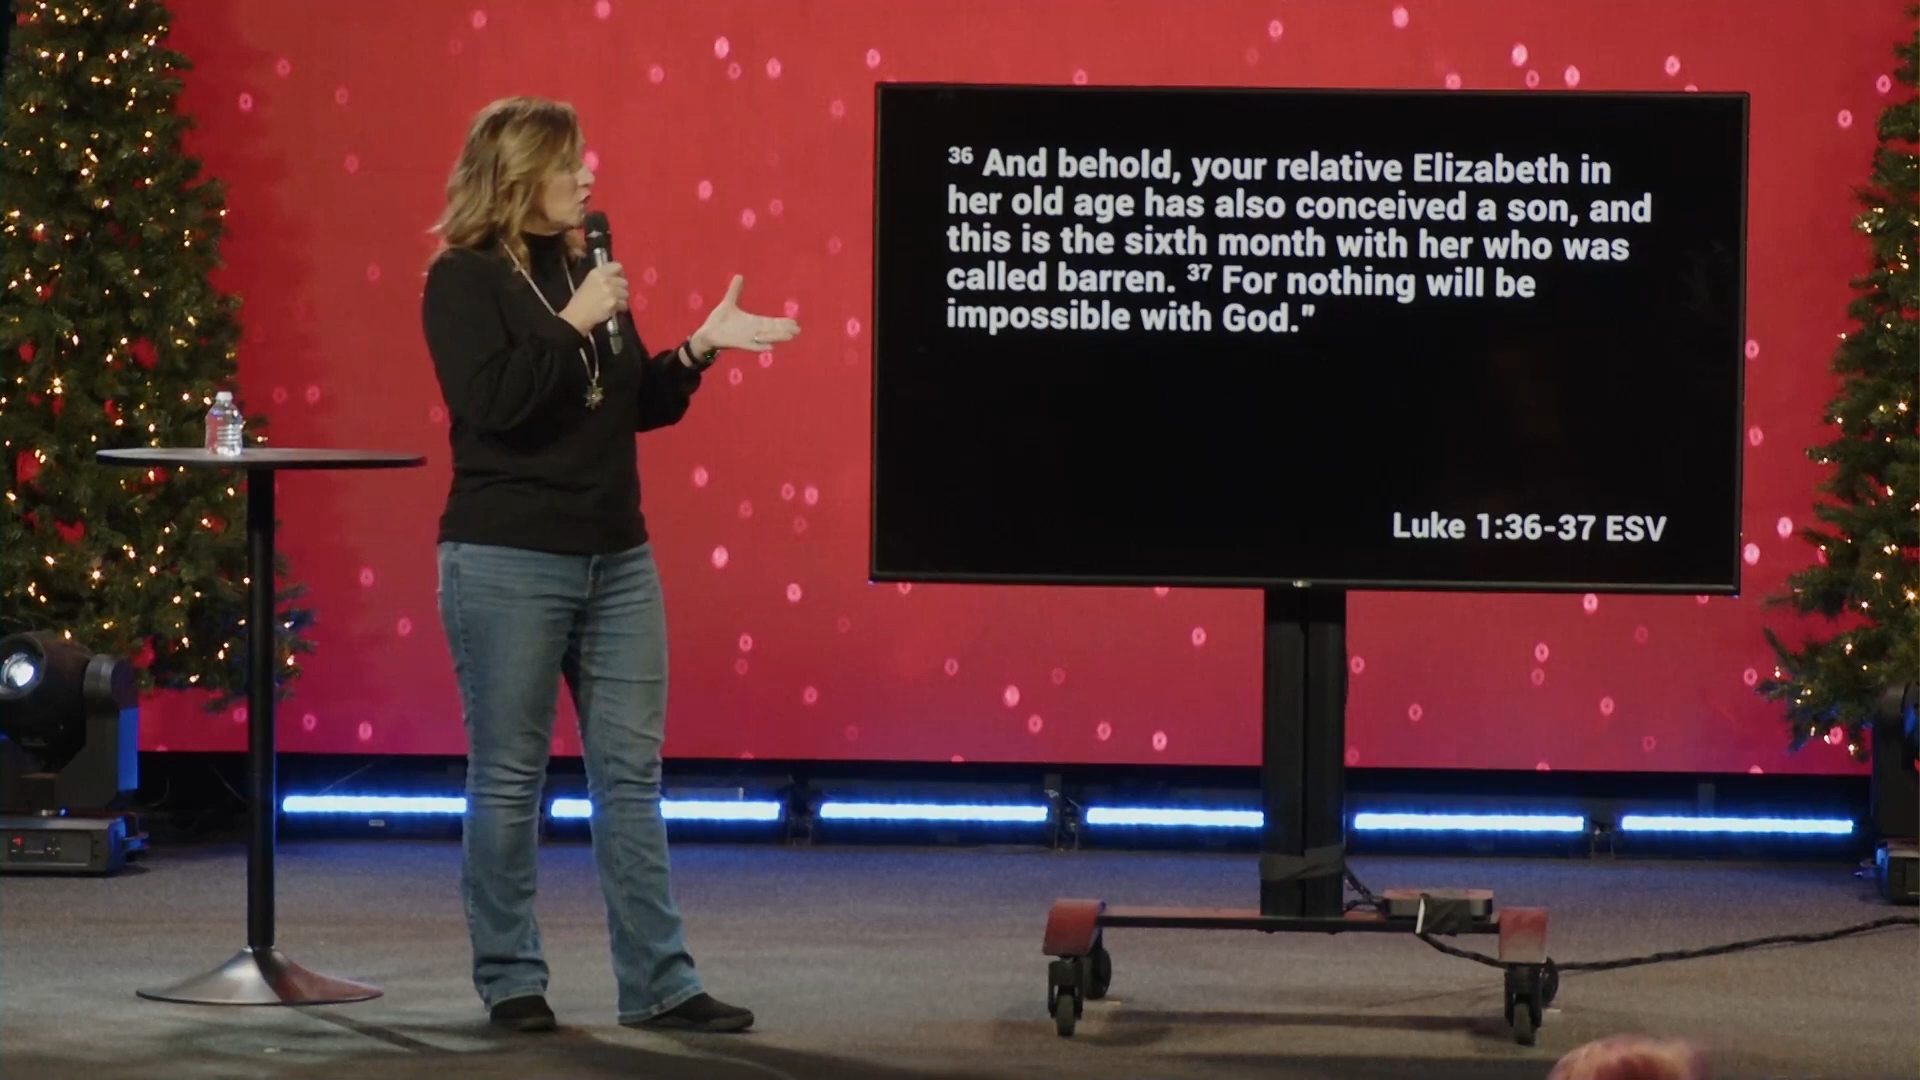 ³⁶ And behold, your relative Elizabeth in
her old age has also conceived a son, and
this is the sixth month with her who was
called barren. ³⁷ For nothing will be
impossible with God."
Luke 1:36-37 ESV